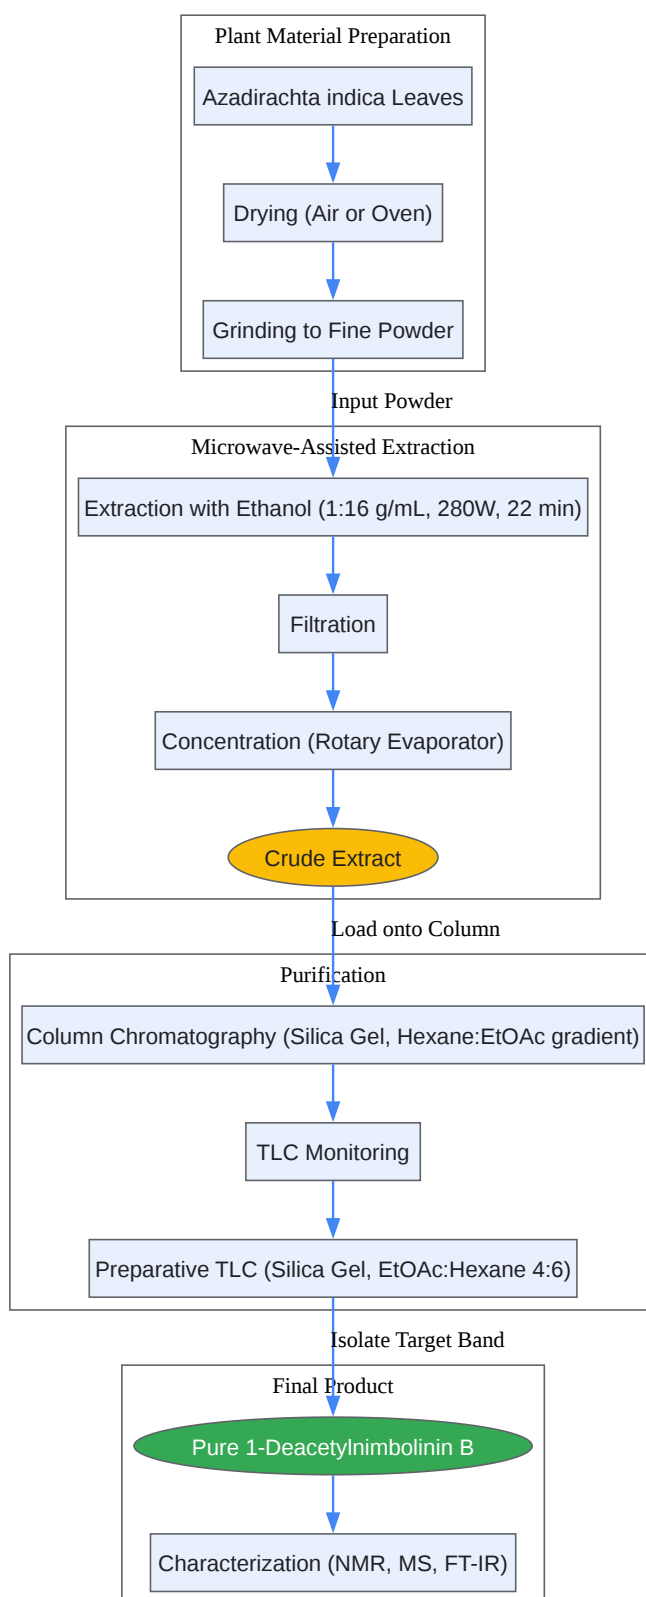 Plant Material Preparation
Azadirachta indica Leaves
Drying (Air or Oven)
Grinding to Fine Powder
Input Powder
Microwave-Assisted Extraction
Extraction with Ethanol (1:16 g/mL, 280W, 22 min)
Filtration
Concentration (Rotary Evaporator)
Crude Extract
Load onto Column
Purification
Column Chromatography (Silica Gel, Hexane:EtOAc gradient)
TLC Monitoring
Preparative TLC (Silica Gel, EtOAc:Hexane 4:6)
Isolate Target Band
Final Product
Pure 1-Deacetylnimbolinin B
Characterization (NMR, MS, FT-IR)